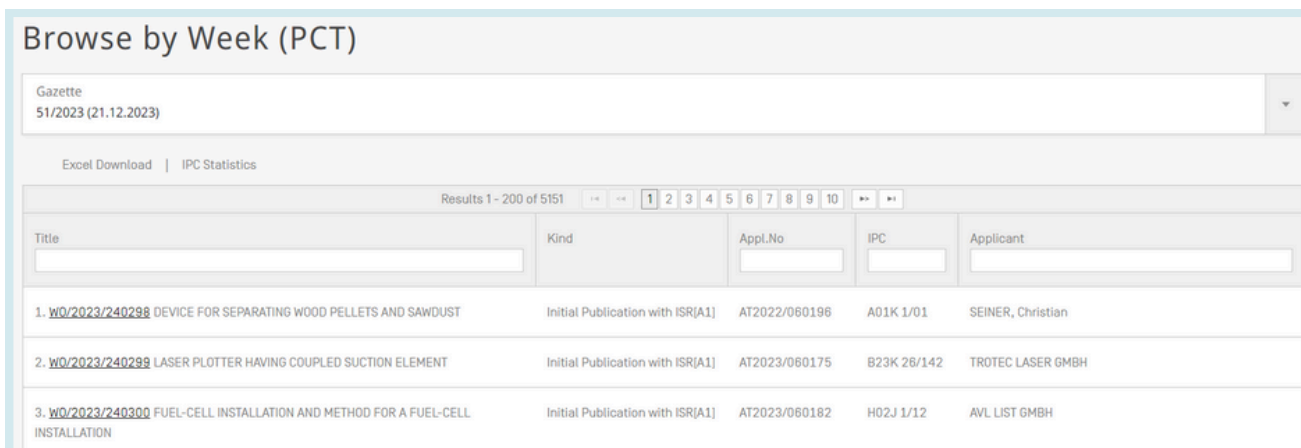 Browse by Week (PCT)
Gazette
51/2023 (21.12.2023)
Excel Download | IPC Statistics
Results 1 - 200 of 5151 1 2 3 4 5 6 7 8 9 10
Title Kind Appl.No IPC Applicant
1. WO/2023/240298 DEVICE FOR SEPARATING WOOD PELLETS AND SAWDUST Initial Publication with ISR[A1] AT2022/060196 A01K 1/01 SEINER, Christian
2. WO/2023/240299 LASER PLOTTER HAVING COUPLED SUCTION ELEMENT Initial Publication with ISR[A1] AT2023/060175 B23K 26/142 TROTEC LASER GMBH
3. WO/2023/240300 FUEL-CELL INSTALLATION AND METHOD FOR A FUEL-CELL Initial Publication with ISR[A1] AT2023/060182 H02J 1/12 AVL LIST GMBH
INSTALLATION